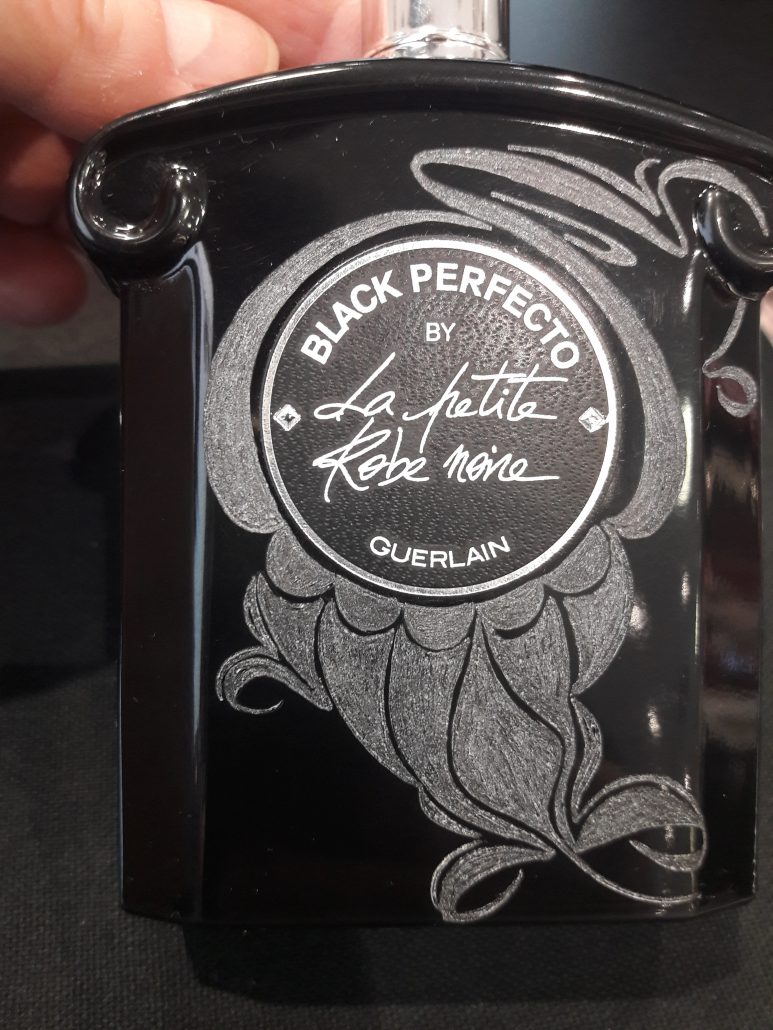 BLACK PERFECTO
BY
La petite
Robe noire
GUERLAIN